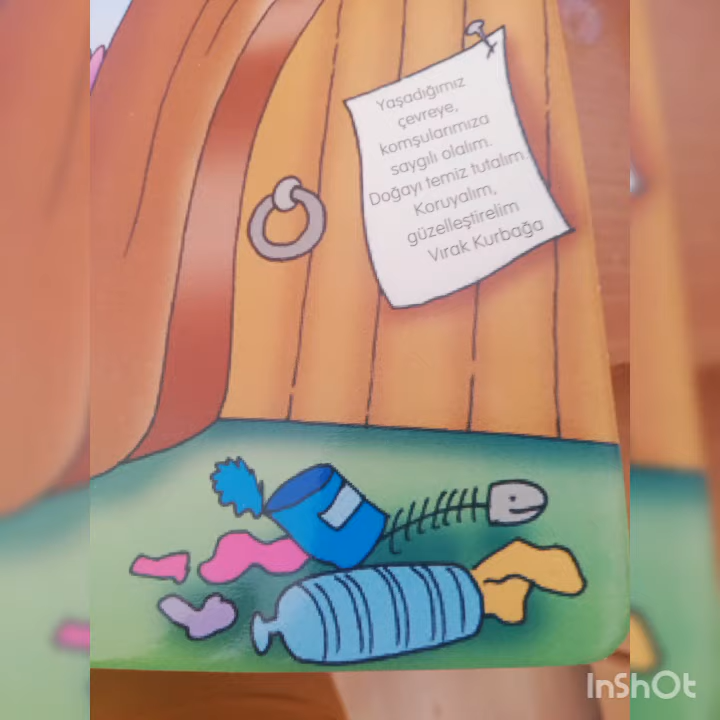 Yaşadığımız
çevreye,
komşularımıza
saygılı olalım.
Doğayı temiz tutalım.
Koruyalım,
güzelleştirelim
Vırak Kurbağa
InShOt